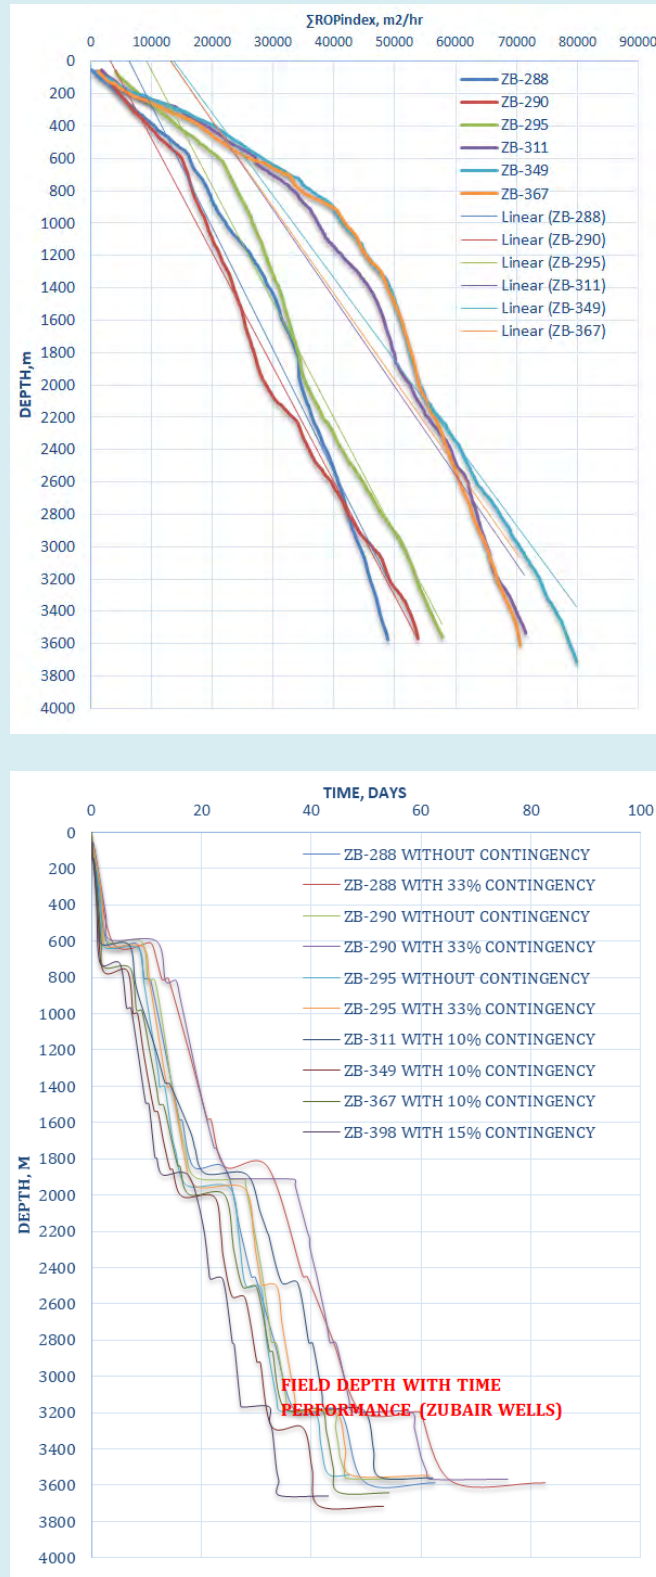 ∑ROPindex, m2/hr
0 10000 20000 30000 40000 50000 60000 70000 80000 90000
0
200
400
600
800
1000
1200
1400
1600
1800
2000
2200
2400
2600
2800
3000
3200
3400
3600
3800
4000
DEPTH,m
ZB-288
ZB-290
ZB-295
ZB-311
ZB-349
ZB-367
Linear (ZB-288)
Linear (ZB-290)
Linear (ZB-295)
Linear (ZB-311)
Linear (ZB-349)
Linear (ZB-367)
TIME, DAYS
0 20 40 60 80 100
0
200
400
600
800
1000
1200
1400
1600
1800
2000
2200
2400
2600
2800
3000
3200
3400
3600
3800
4000
DEPTH, M
ZB-288 WITHOUT CONTINGENCY
ZB-288 WITH 33% CONTINGENCY
ZB-290 WITHOUT CONTINGENCY
ZB-290 WITH 33% CONTINGENCY
ZB-295 WITHOUT CONTINGENCY
ZB-295 WITH 33% CONTINGENCY
ZB-311 WITH 10% CONTINGENCY
ZB-349 WITH 10% CONTINGENCY
ZB-367 WITH 10% CONTINGENCY
ZB-398 WITH 15% CONTINGENCY
FIELD DEPTH WITH TIME
PERFORMANCE (ZUBAIR WELLS)